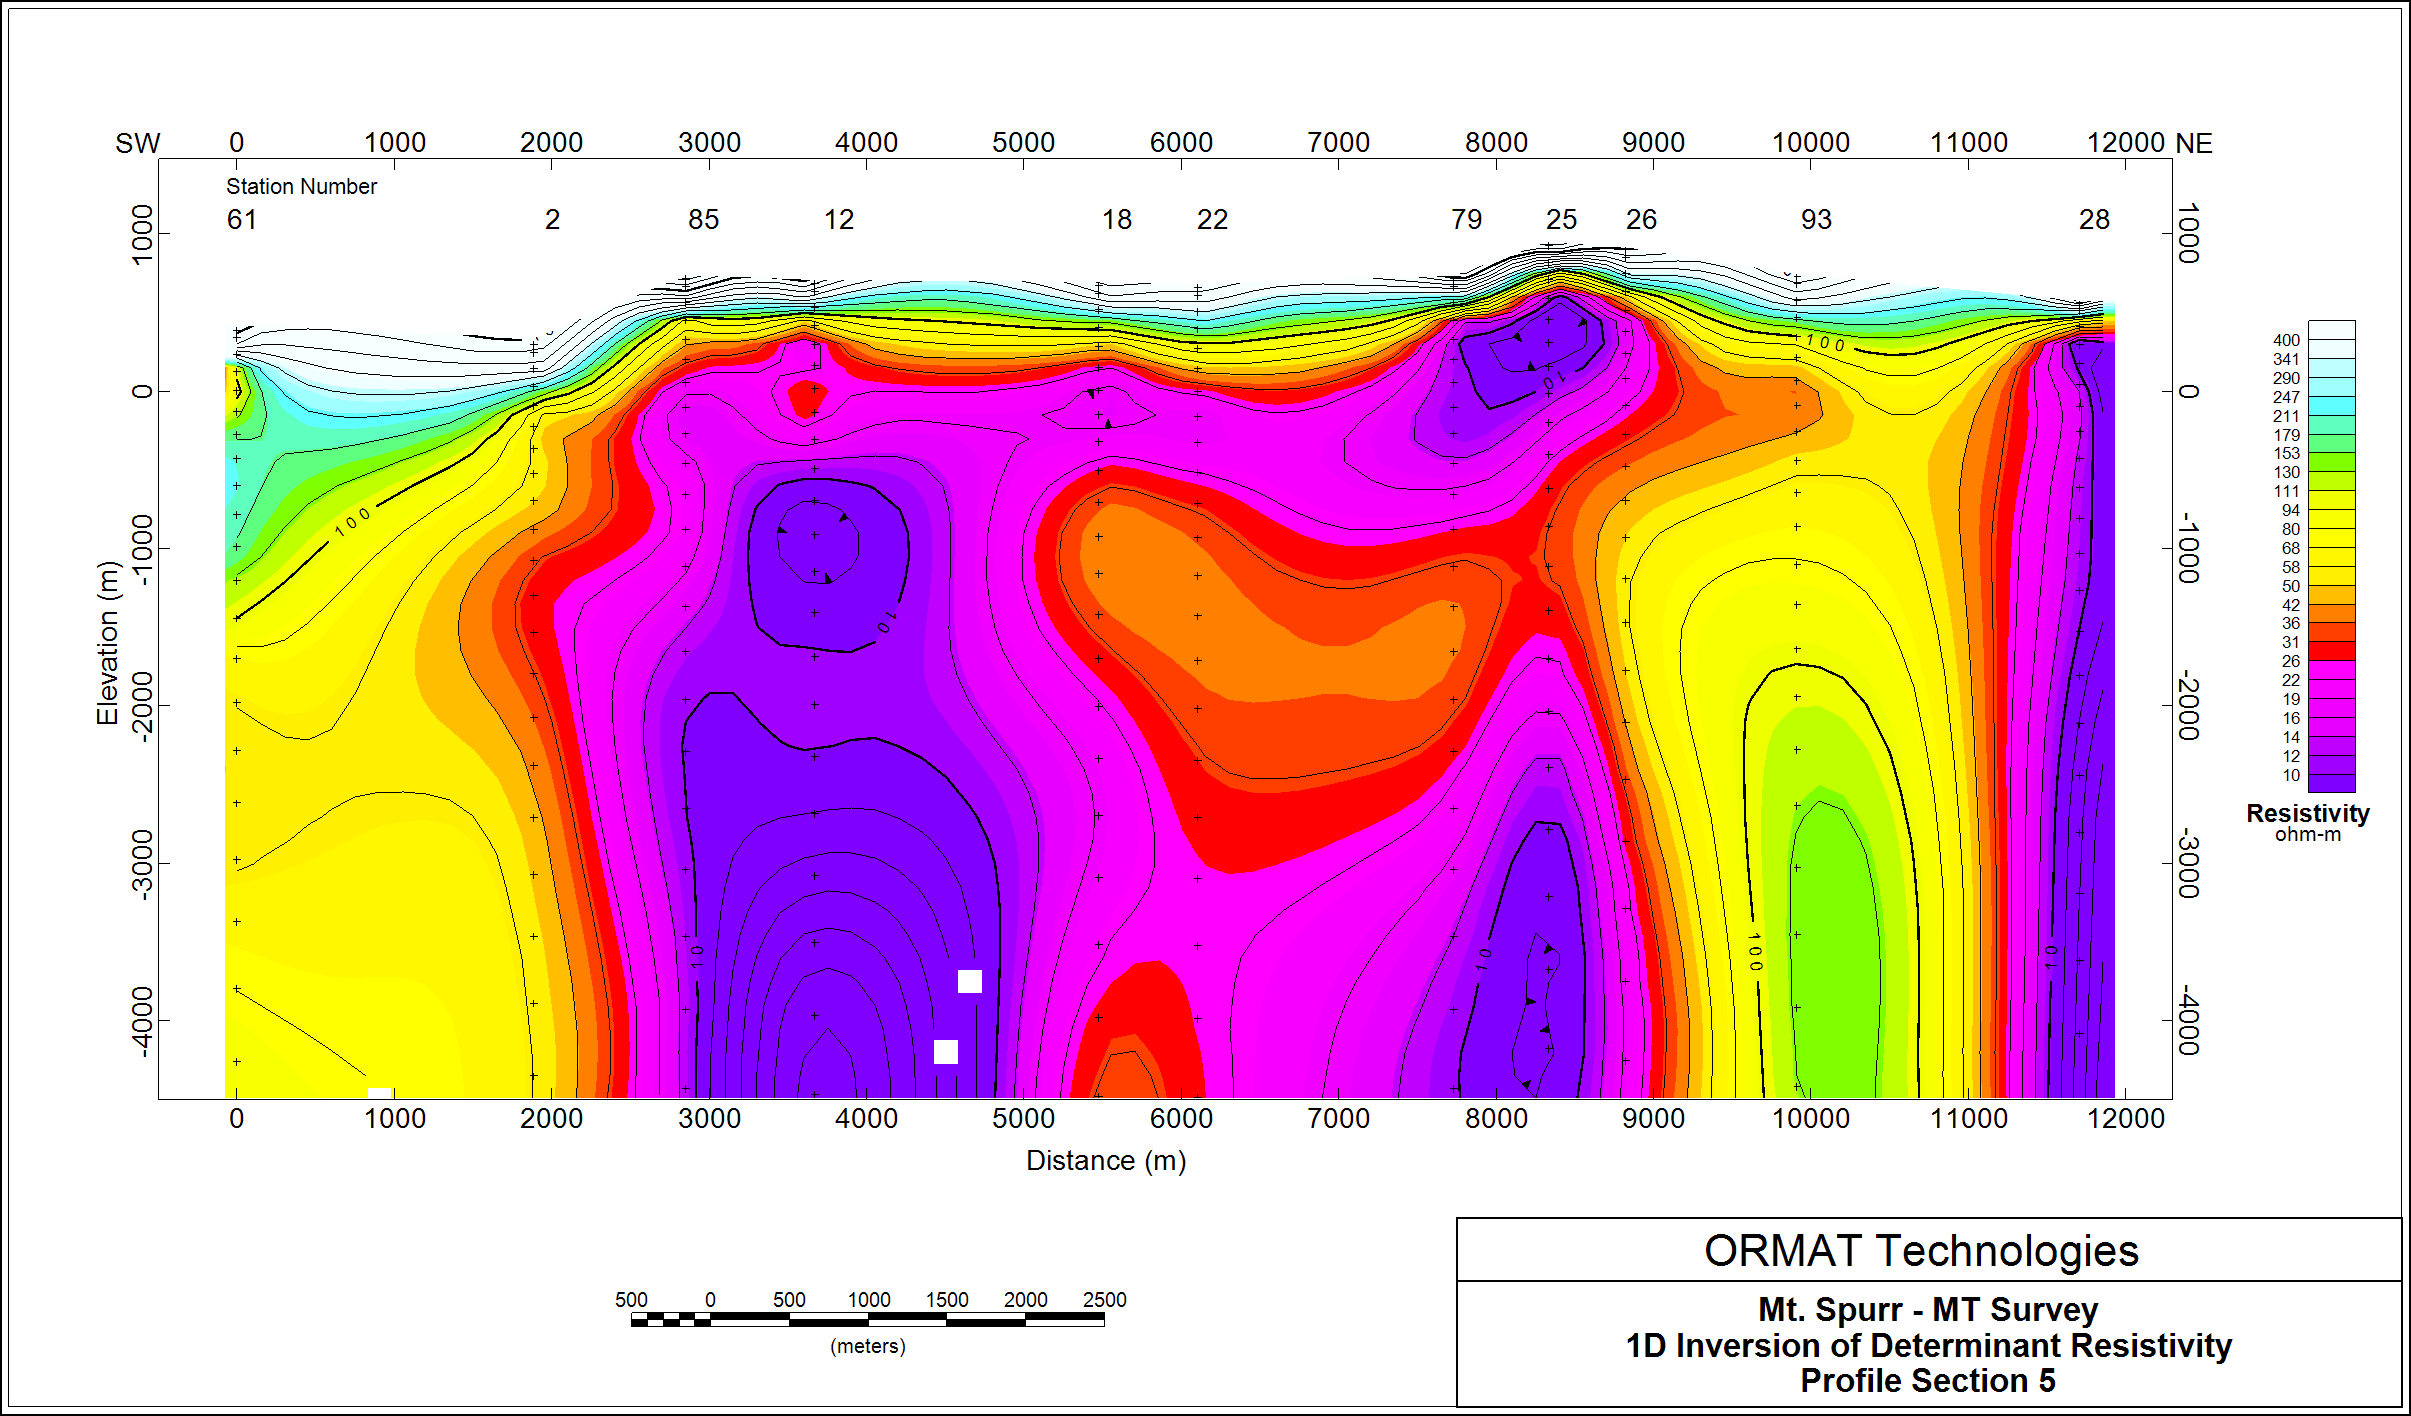 SW 0 1000 2000 3000 4000 5000 6000 7000 8000 9000 10000 11000 12000 NE
Station Number
61 2 85 12 18 22 79 25 26 93 28
1000 0 -1000 -2000 -3000 -4000
Elevation (m)
1000 0 -1000 -2000 -3000 -4000
100
100
10
10
10
10
100
10
400
341
290
247
211
179
153
130
111
94
80
68
58
50
42
36
31
26
22
19
16
14
12
10
Resistivity
ohm-m
0 1000 2000 3000 4000 5000 6000 7000 8000 9000 10000 11000 12000
Distance (m)
500 0 500 1000 1500 2000 2500
(meters)
ORMAT Technologies
Mt. Spurr - MT Survey
1D Inversion of Determinant Resistivity
Profile Section 5